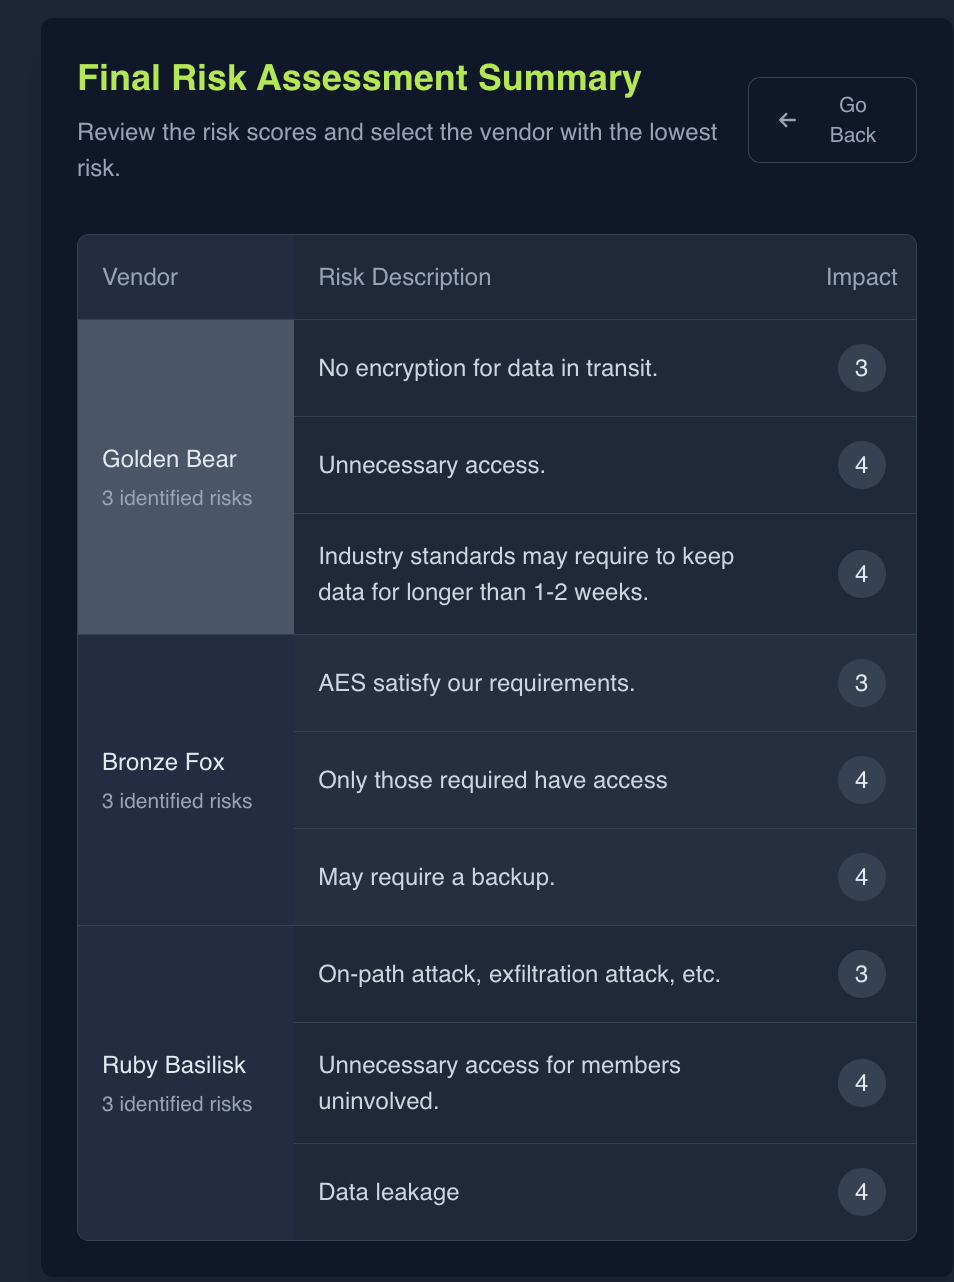 Final Risk Assessment Summary
Review the risk scores and select the vendor with the lowest
risk.
Go
Back
Vendor
Risk Description
Impact
Golden Bear
3 identified risks
No encryption for data in transit.
3
Unnecessary access.
4
Industry standards may require to keep
data for longer than 1-2 weeks.
4
Bronze Fox
3 identified risks
AES satisfy our requirements.
3
Only those required have access
4
May require a backup.
4
Ruby Basilisk
3 identified risks
On-path attack, exfiltration attack, etc.
3
Unnecessary access for members
uninvolved.
4
Data leakage
4